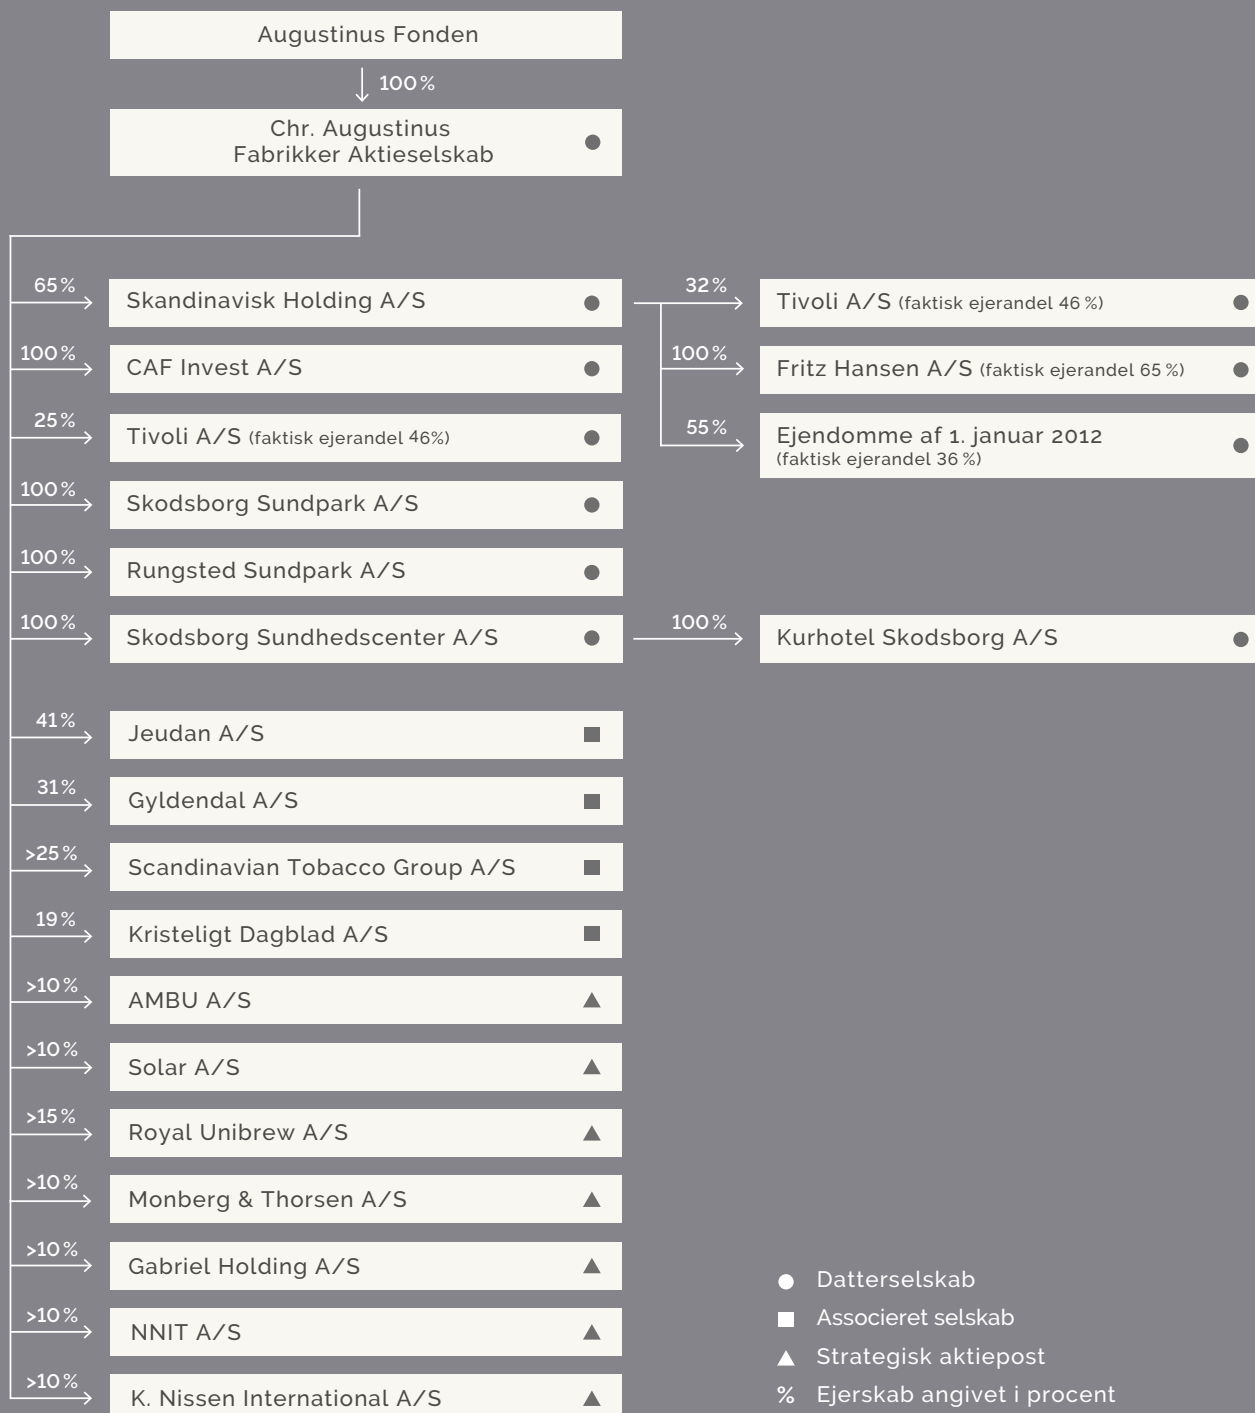 Augustinus Fonden
100%
Chr. Augustinus
Fabrikker Aktieselskab
65%
Skandinavisk Holding A/S
32%
Tivoli A/S (faktisk ejerandel 46 %)
100%
CAF Invest A/S
100%
Fritz Hansen A/S (faktisk ejerandel 65 %)
25%
Tivoli A/S (faktisk ejerandel 46%)
55%
Ejendomme af 1. januar 2012
(faktisk ejerandel 36 %)
100%
Skodsborg Sundpark A/S
100%
Rungsted Sundpark A/S
100%
Skodsborg Sundhedscenter A/S
100%
Kurhotel Skodsborg A/S
41%
Jeudan A/S
31%
Gyldendal A/S
>25%
Scandinavian Tobacco Group A/S
19%
Kristeligt Dagblad A/S
>10%
AMBU A/S
>10%
Solar A/S
>15%
Royal Unibrew A/S
>10%
Monberg & Thorsen A/S
>10%
Gabriel Holding A/S
>10%
NNIT A/S
>10%
K. Nissen International A/S
Datterselskab
Associeret selskab
Strategisk aktiepost
% Ejerskab angivet i procent